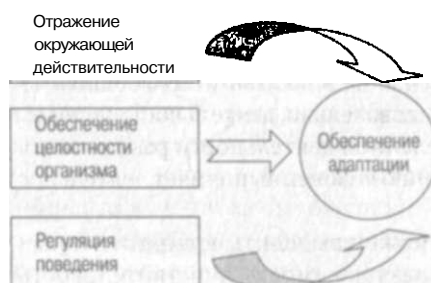 Отражение
окружающей
действительности
Обеспечение
целостности
организма
Обеспечение
адаптации
Регуляция
поведения